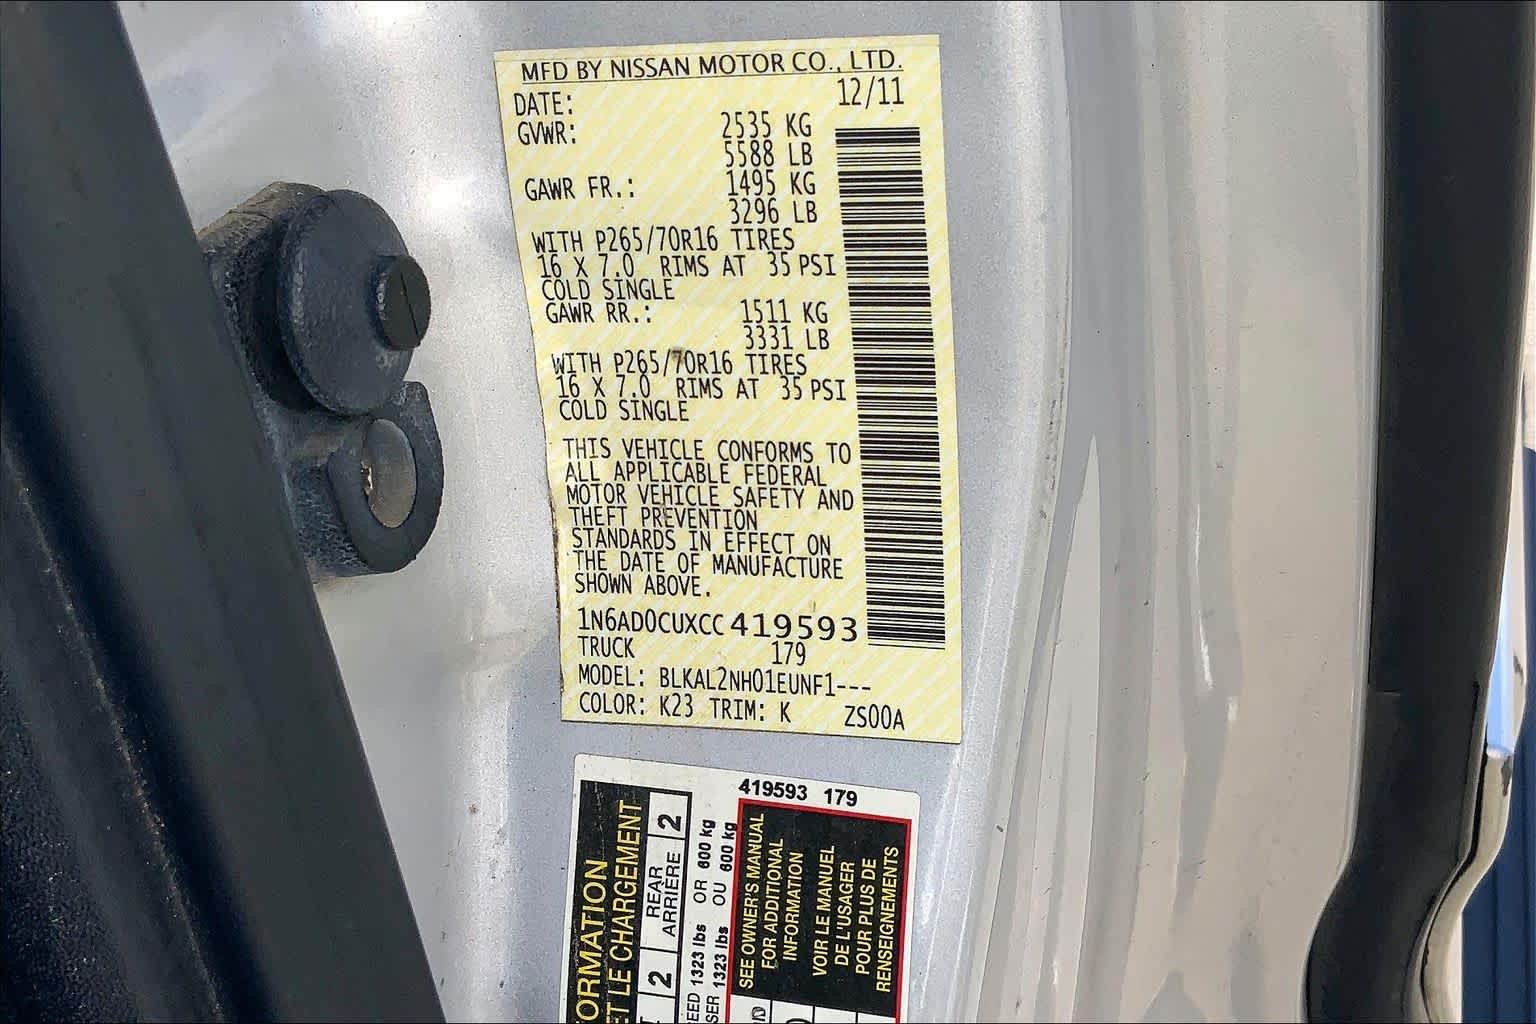 MFD BY NISSAN MOTOR CO., LTD.
DATE: 12/11
GVWR: 2535 KG
5588 LB
GAWR FR.: 1495 KG
3296 LB
WITH P265/70R16 TIRES
16 X 7.0 RIMS AT 35 PSI
COLD SINGLE
GAWR RR.: 1511 KG
3331 LB
WITH P265/70R16 TIRES
16 X 7.0 RIMS AT 35 PSI
COLD SINGLE
THIS VEHICLE CONFORMS TO
ALL APPLICABLE FEDERAL
MOTOR VEHICLE SAFETY AND
THEFT PREVENTION
STANDARDS IN EFFECT ON
THE DATE OF MANUFACTURE
SHOWN ABOVE.
1N6AD0CUXCC419593
TRUCK 179
MODEL: BLKAL2NH01EUNF1---
COLOR: K23 TRIM: K ZS00A
419593 179
ORMATION
ET LE CHARGEMENT
2 REAR 2
ARRIÈRE
EED 1323 lbs OR 600 kg
SER 1323 lbs OU 600 kg
SEE OWNER'S MANUAL
FOR ADDITIONAL
INFORMATION
VOIR LE MANUEL
DE L'USAGER
POUR PLUS DE
RENSEIGNEMENTS